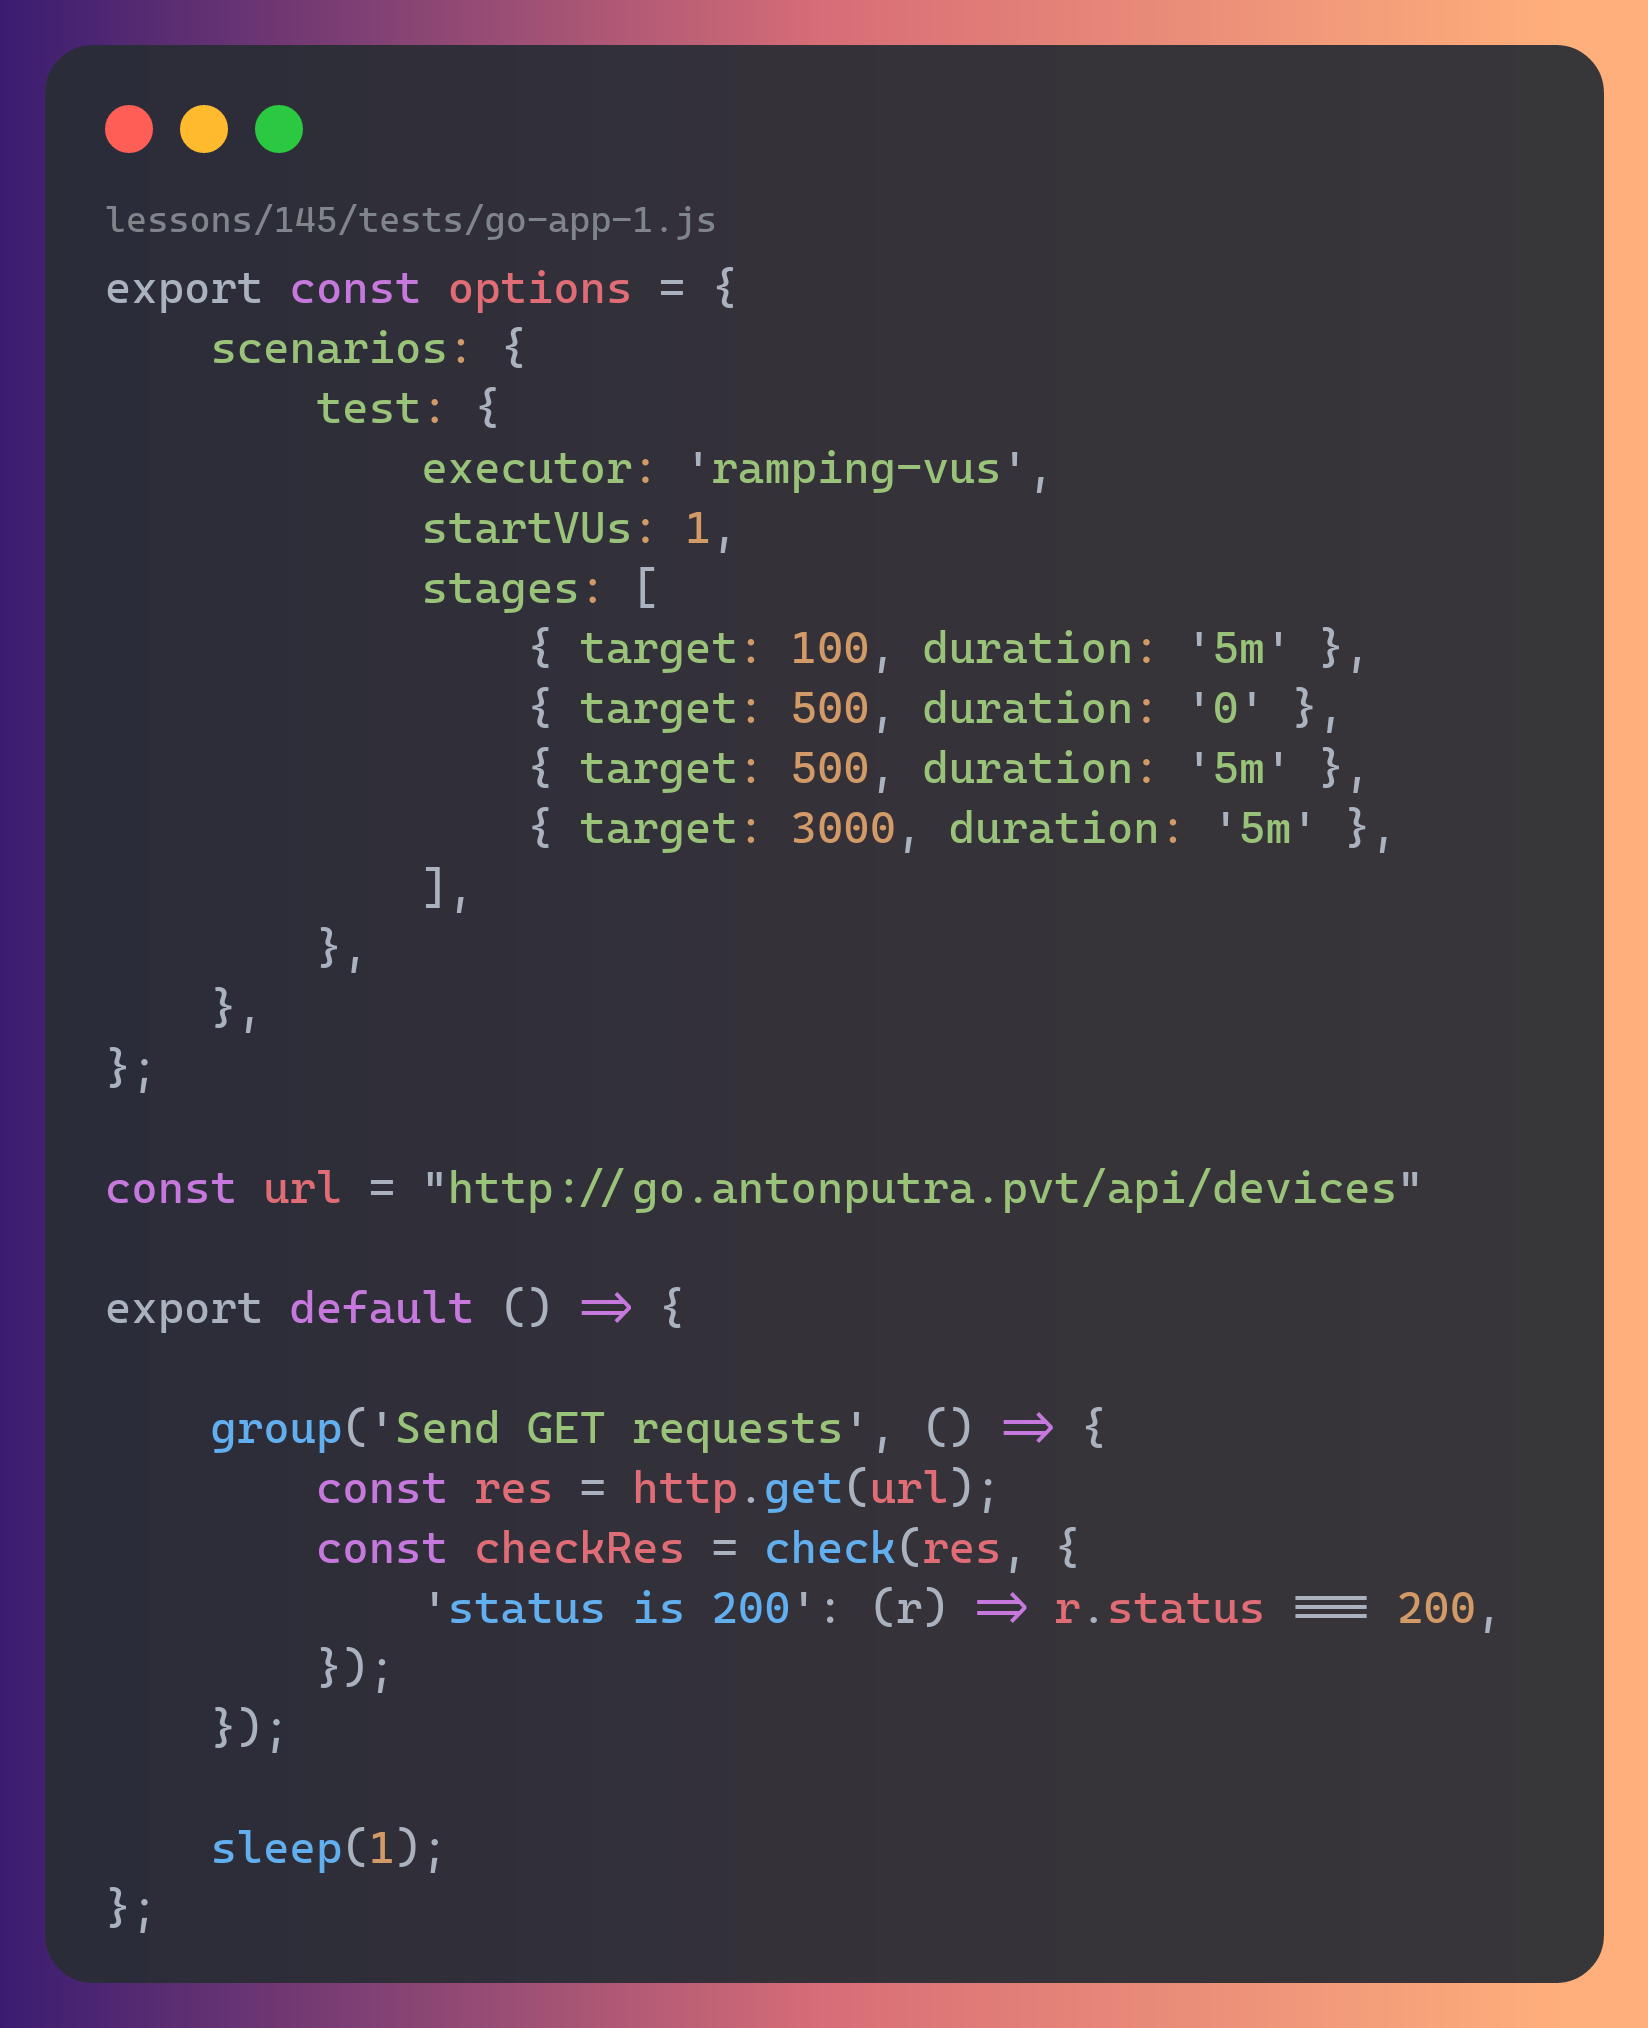 lessons/145/tests/go-app-1.js
export const options = {
    scenarios: {
        test: {
            executor: 'ramping-vus',
            startVUs: 1,
            stages: [
                { target: 100, duration: '5m' },
                { target: 500, duration: '0' },
                { target: 500, duration: '5m' },
                { target: 3000, duration: '5m' },
            ],
        },
    },
};

const url = "http://go.antonputra.pvt/api/devices"

export default () => {

    group('Send GET requests', () => {
        const res = http.get(url);
        const checkRes = check(res, {
            'status is 200': (r) => r.status === 200,
        });
    });

    sleep(1);
};